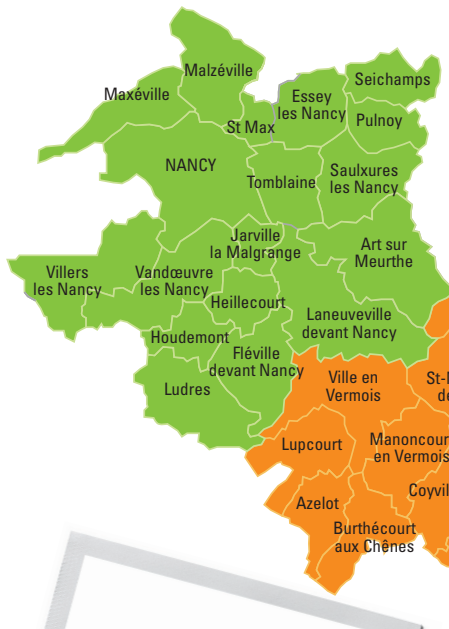 Malzéville
Maxéville
Seichamps
Essey
les Nancy
St Max
Pulnoy
NANCY
Tomblaine
Saulxures
les Nancy
Jarville
la Malgrange
Art sur
Meurthe
Villers
les Nancy
Vandœuvre
les Nancy
Heillecourt
Laneuveville
devant Nancy
Houdemont
Fléville
devant Nancy
Ludres
Ville en
Vermois
Lupcourt
Manoncour
en Vermois
Azelot
Coyvil
Burthécourt
aux Chênes